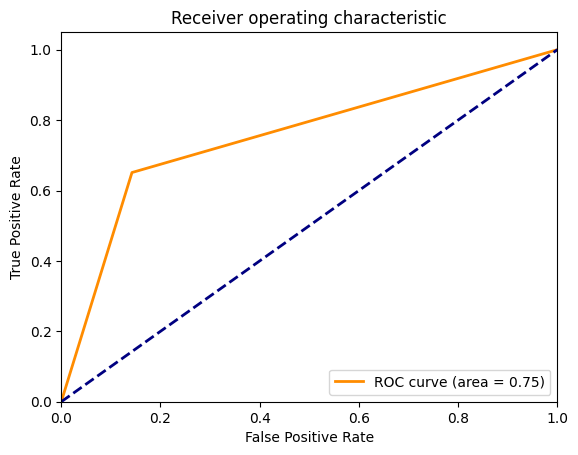 Receiver operating characteristic
True Positive Rate
1.0
0.8
0.6
0.4
0.2
0.0
ROC curve (area = 0.75)
0.0 0.2 0.4 0.6 0.8 1.0
False Positive Rate